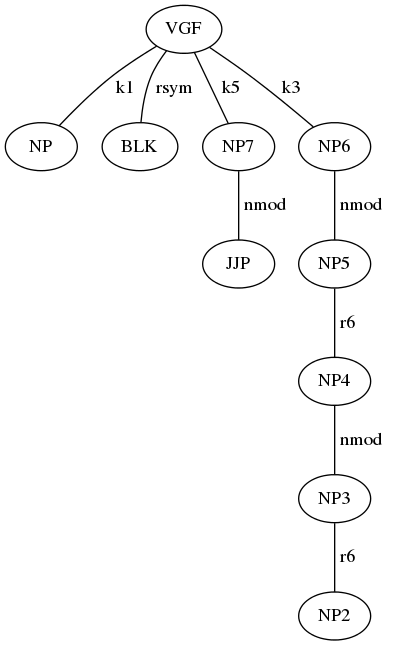 VGF
k1 rsym k5 k3
NP BLK NP7 NP6
nmod nmod
JJP NP5
r6
NP4
nmod
NP3
r6
NP2